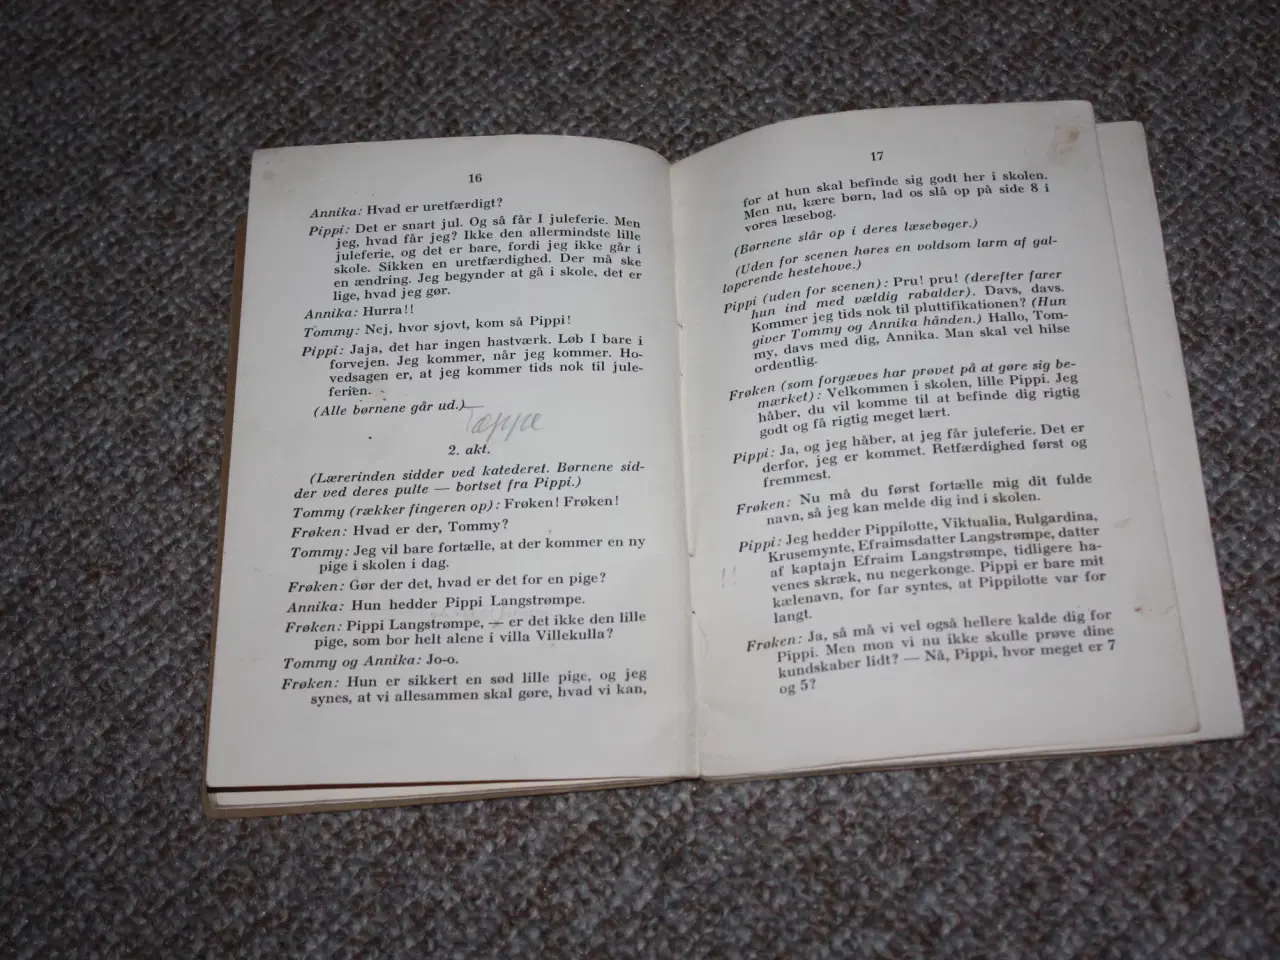 16
Annika: Hvad er uretfærdigt?
Pippi: Det er snart jul. Og så får I juleferie. Men
jeg, hvad får jeg? Ikke den allermindste lille
juleferie, og det er bare, fordi jeg ikke går i
skole. Sikken en uretfærdighed. Der må ske
en ændring. Jeg begynder at gå i skole, det er
lige, hvad jeg gør.
Annika: Hurra!!
Tommy: Nej, hvor sjovt, kom så Pippi!
Pippi: Jaja, det har ingen hastværk. Løb I bare i
forvejen. Jeg kommer, når jeg kommer. Ho-
vedsagen er, at jeg kommer tids nok til jule-
ferien.
(Alle børnene går ud.)
Tæppe
2. akt.
(Lærerinden sidder ved katederet. Børnene sid-
der ved deres pulte — bortset fra Pippi.)
Tommy (rækker fingeren op): Frøken! Frøken!
Frøken: Hvad er der, Tommy?
Tommy: Jeg vil bare fortælle, at der kommer en ny
pige i skolen i dag.
Frøken: Gør der det, hvad er det for en pige?
Annika: Hun hedder Pippi Langstrømpe.
Frøken: Pippi Langstrømpe, — er det ikke den lille
pige, som bor helt alene i villa Villekulla?
Tommy og Annika: Jo-o.
Frøken: Hun er sikkert en sød lille pige, og jeg
synes, at vi allesammen skal gøre, hvad vi kan,
17
for at hun skal befinde sig godt her i skolen.
Men nu, kære børn, lad os slå op på side 8 i
vores læsebog.
(Børnene slår op i deres læsebøger.)
(Uden for scenen høres en voldsom larm af gal-
loperende hestehove.)
Pippi (uden for scenen): Pru! pru! (derefter farer
hun ind med vældig rabalder). Davs, davs.
Kommer jeg tids nok til pluttifikationen? (Hun
giver Tommy og Annika hånden.) Hallo, Tom-
my, davs med dig, Annika. Man skal vel hilse
ordentlig.
Frøken (som forgæves har prøvet på at gøre sig be-
mærket): Velkommen i skolen, lille Pippi. Jeg
håber, du vil komme til at befinde dig rigtig
godt og få rigtig meget lært.
Pippi: Ja, og jeg håber, at jeg får juleferie. Det er
derfor, jeg er kommet. Retfærdighed først og
fremmest.
Frøken: Nu må du først fortælle mig dit fulde
navn, så jeg kan melde dig ind i skolen.
Pippi: Jeg hedder Pippilotte, Viktualia, Rulgardina,
Krusemynte, Efraimsdatter Langstrømpe, datter
af kaptajn Efraim Langstrømpe, tidligere ha-
!! venes skræk, nu negerkonge. Pippi er bare mit
kælenavn, for far syntes, at Pippilotte var for
langt.
Frøken: Ja, så må vi vel også hellere kalde dig for
Pippi. Men mon vi nu ikke skulle prøve dine
kundskaber lidt? — Nå, Pippi, hvor meget er 7
og 5?